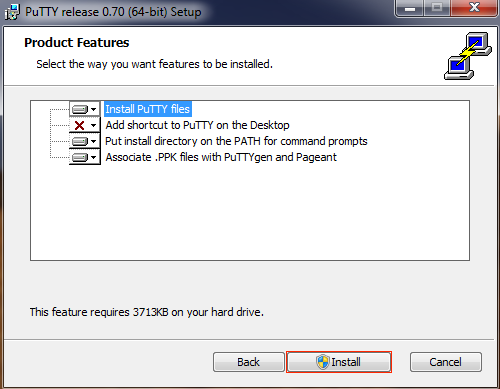 PuTTY release 0.70 (64-bit) Setup
Product Features
Select the way you want features to be installed.
Install PuTTY files
Add shortcut to PuTTY on the Desktop
Put install directory on the PATH for command prompts
Associate .PPK files with PuTTYgen and Pageant
This feature requires 3713KB on your hard drive.
Back
Install
Cancel